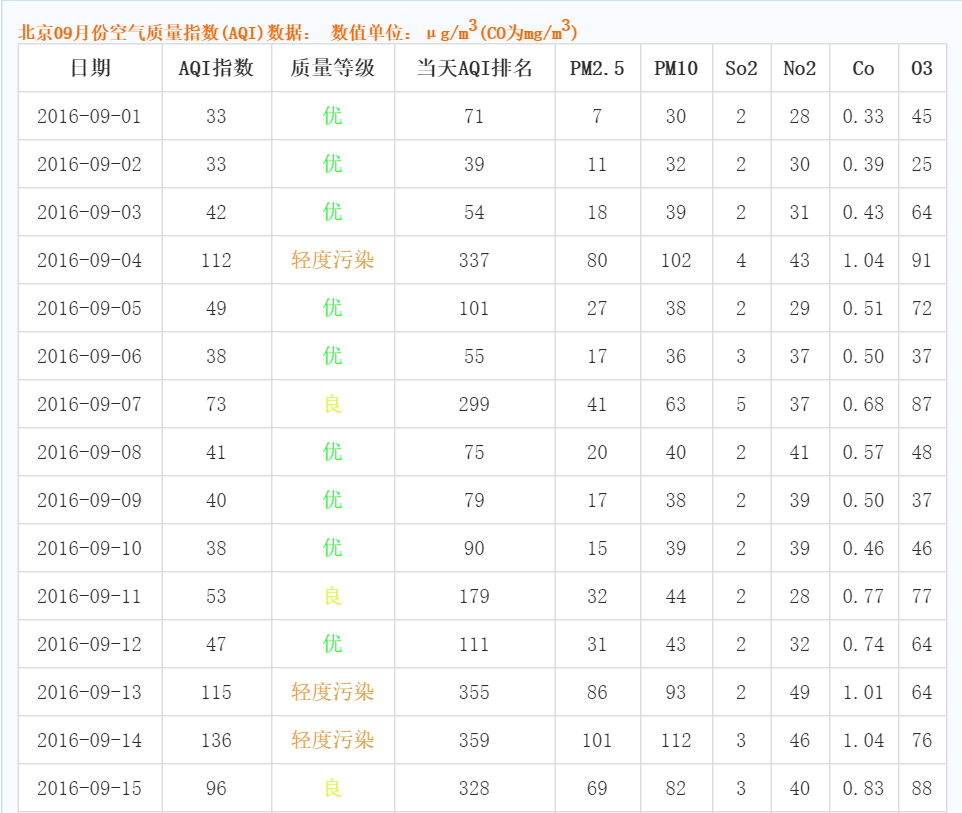 北京09月份空气质量指数(AQI)数据： 数值单位：μg/m3(CO为mg/m3)
日期 AQI指数 质量等级 当天AQI排名 PM2.5 PM10 So2 No2 Co O3
2016-09-01 33 优 71 7 30 2 28 0.33 45
2016-09-02 33 优 39 11 32 2 30 0.39 25
2016-09-03 42 优 54 18 39 2 31 0.43 64
2016-09-04 112 轻度污染 337 80 102 4 43 1.04 91
2016-09-05 49 优 101 27 38 2 29 0.51 72
2016-09-06 38 优 55 17 36 3 37 0.50 37
2016-09-07 73 良 299 41 63 5 37 0.68 87
2016-09-08 41 优 75 20 40 2 41 0.57 48
2016-09-09 40 优 79 17 38 2 39 0.50 37
2016-09-10 38 优 90 15 39 2 39 0.46 46
2016-09-11 53 良 179 32 44 2 28 0.77 77
2016-09-12 47 优 111 31 43 2 32 0.74 64
2016-09-13 115 轻度污染 355 86 93 2 49 1.01 64
2016-09-14 136 轻度污染 359 101 112 3 46 1.04 76
2016-09-15 96 良 328 69 82 3 40 0.83 88